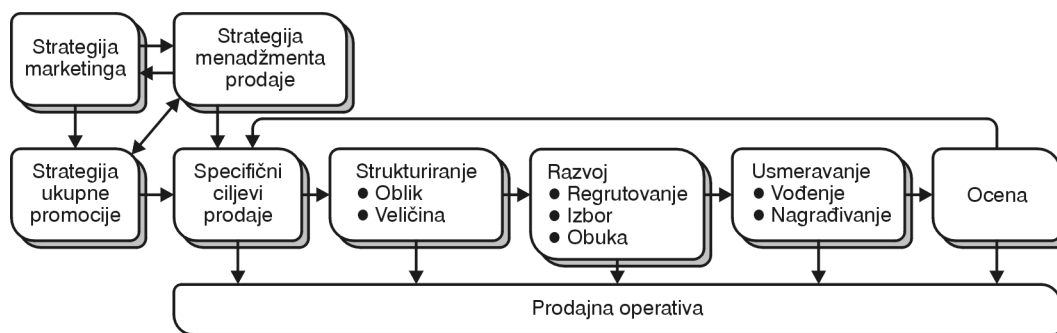 Strategija
marketinga
Strategija
menadžmenta
prodaje
Strategija
ukupne
promocije
Specifični
ciljevi
prodaje
Strukturiranje
● Oblik
● Veličina
Razvoj
● Regrutovanje
● Izbor
● Obuka
Usmeravanje
● Vođenje
● Nagrađivanje
Ocena
Prodajna operativa